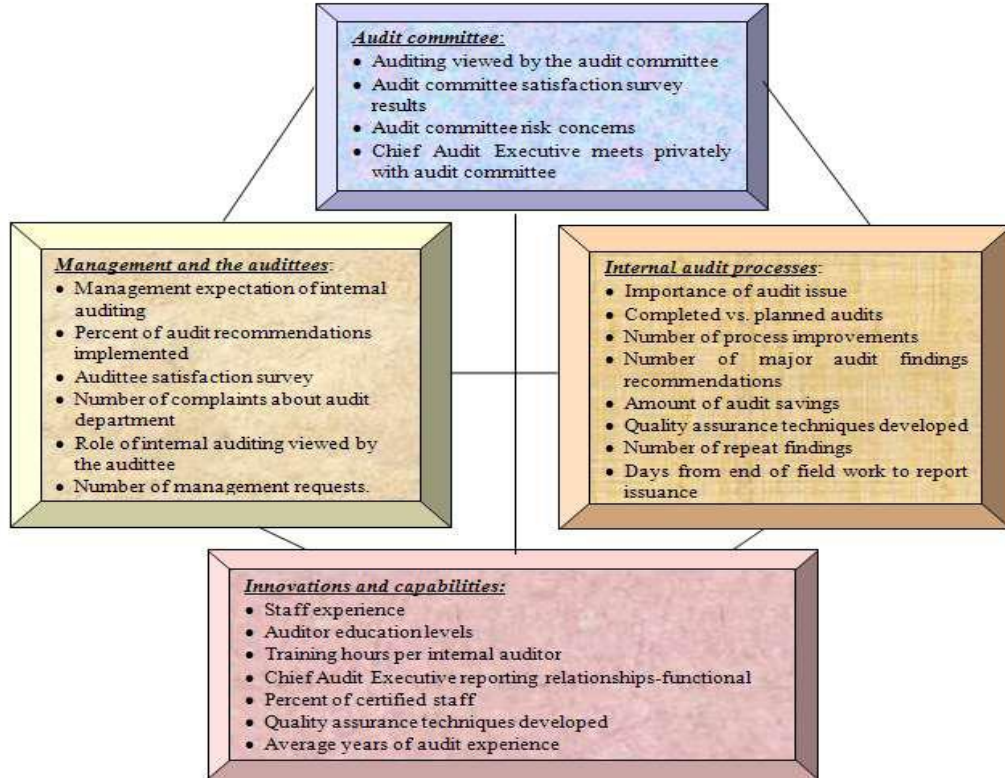 Audit committee:
• Auditing viewed by the audit committee
• Audit committee satisfaction survey
results
• Audit committee risk concerns
• Chief Audit Executive meets privately
with audit committee
Management and the audittees:
• Management expectation of internal
auditing
• Percent of audit recommendations
implemented
• Audittee satisfaction survey
• Number of complaints about audit
department
• Role of internal auditing viewed by
the audittee
• Number of management requests.
Internal audit processes:
• Importance of audit issue
• Completed vs. planned audits
• Number of process improvements
• Number of major audit findings
recommendations
• Amount of audit savings
• Quality assurance techniques developed
• Number of repeat findings
• Days from end of field work to report
issuance
Innovations and capabilities:
• Staff experience
• Auditor education levels
• Training hours per internal auditor
• Chief Audit Executive reporting relationships-functional
• Percent of certified staff
• Quality assurance techniques developed
• Average years of audit experience